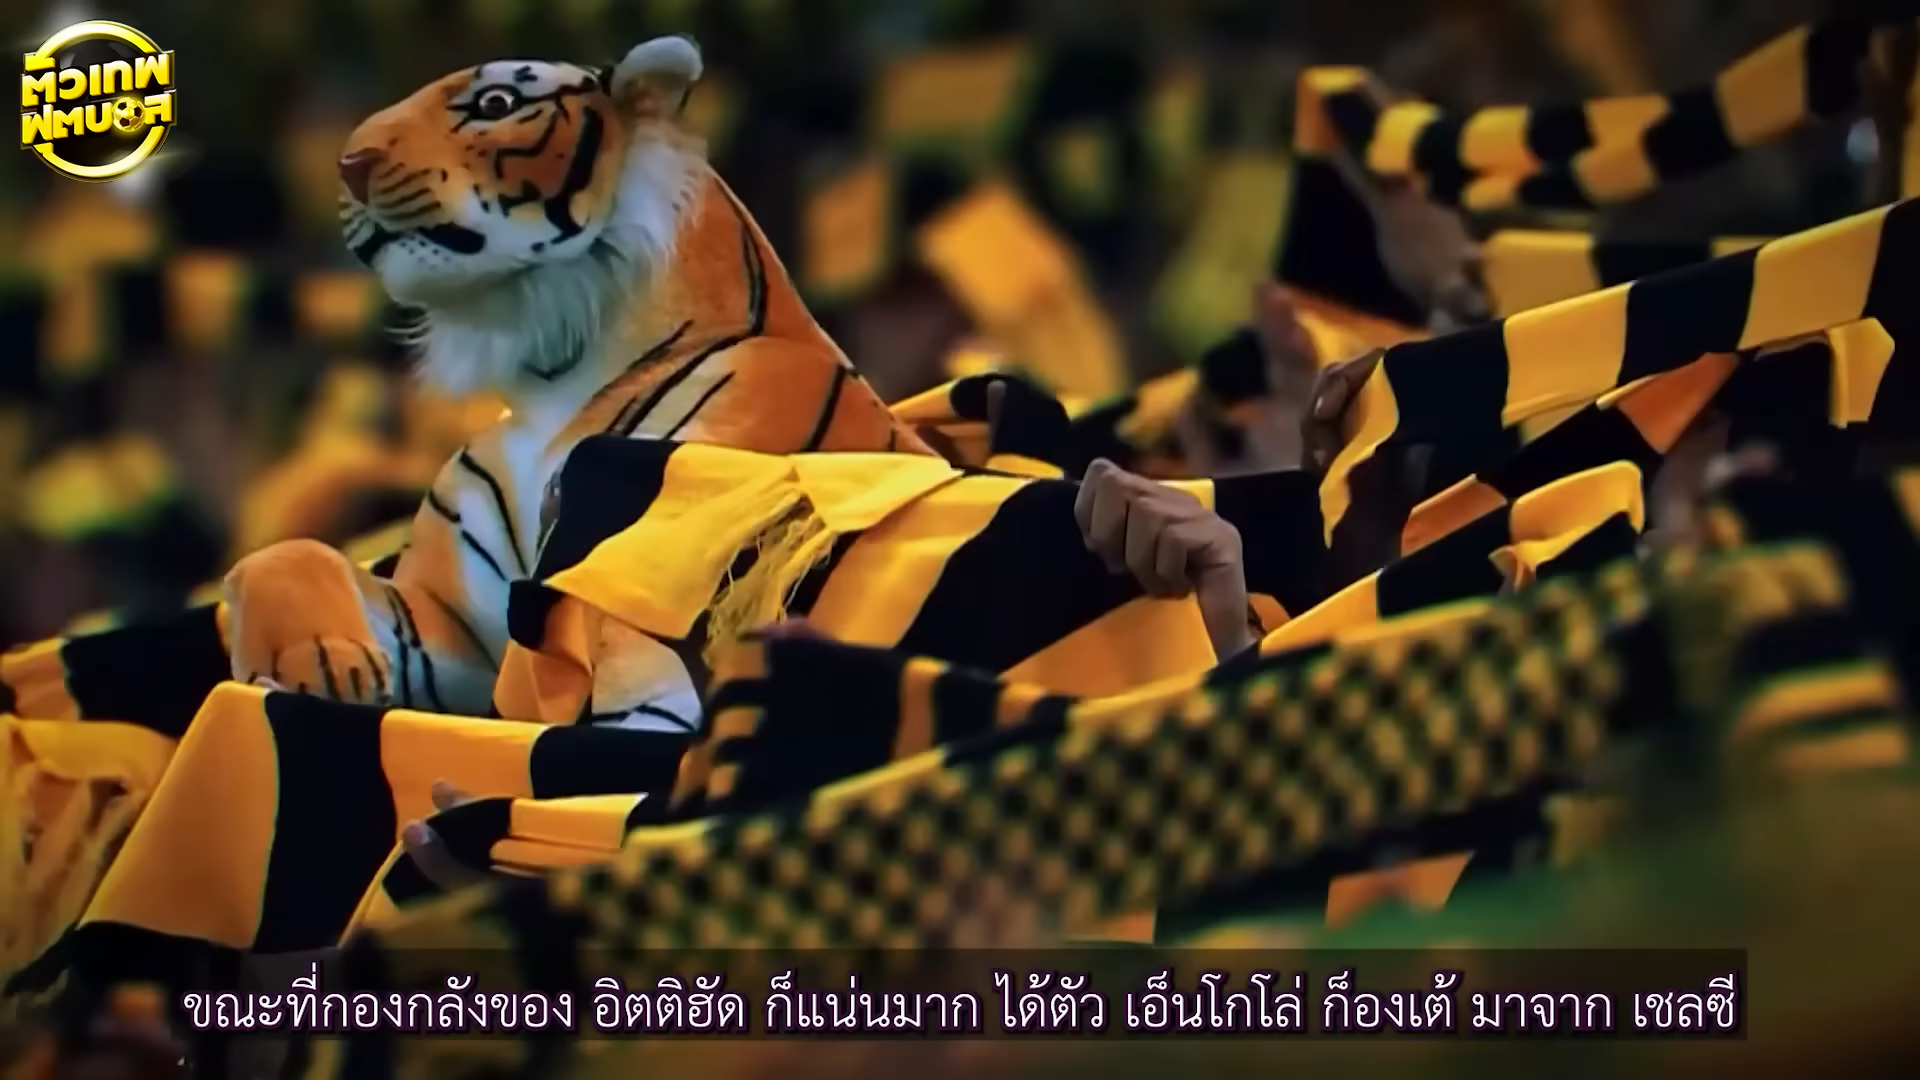 ตัวเทพ
ฟุตบอล
ขณะที่กองกลังของ อิตติฮัด ก็แน่นมาก ได้ตัว เอ็นโกโล่ ก็องเต้ มาจาก เชลซี